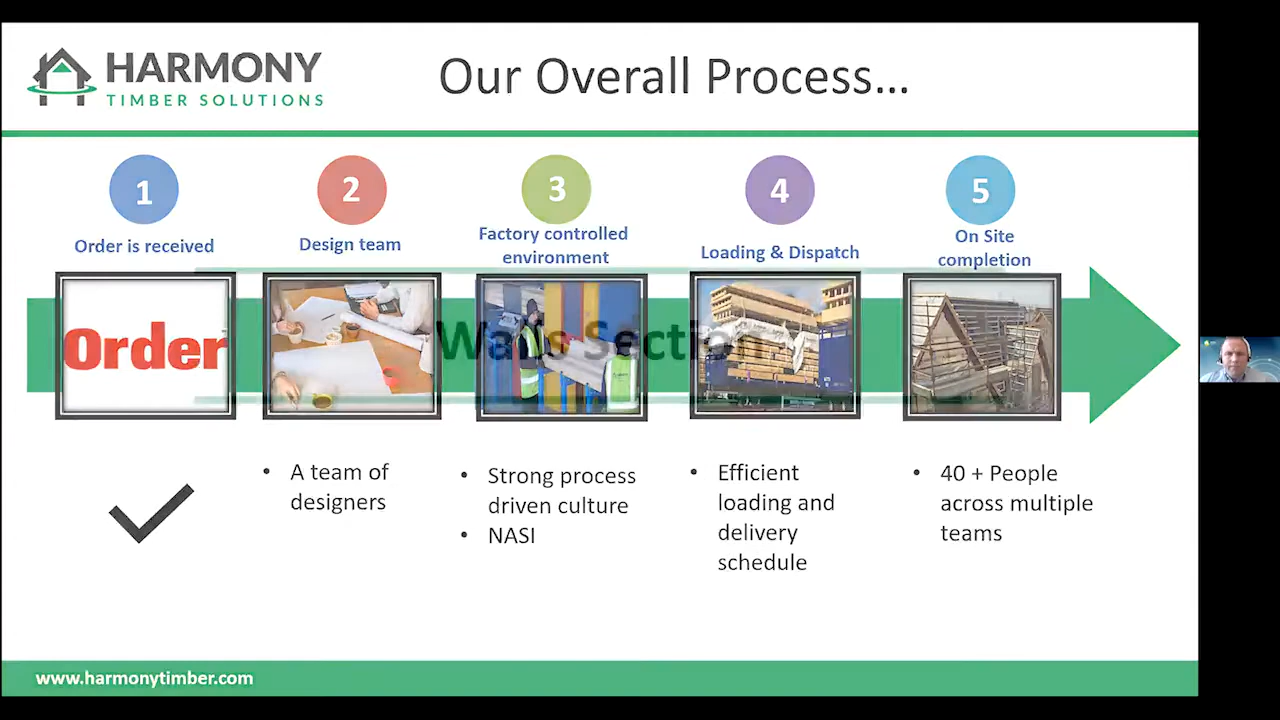 HARMONY
TIMBER SOLUTIONS
Our Overall Process...
1
2
3
4
5
Order is received
Design team
Factory controlled
environment
Loading & Dispatch
On Site
completion
Order
Walls Section
A team of
designers
• Strong process
driven culture
• NASI
• Efficient
loading and
delivery
schedule
• 40 + People
across multiple
teams
www.harmonytimber.com